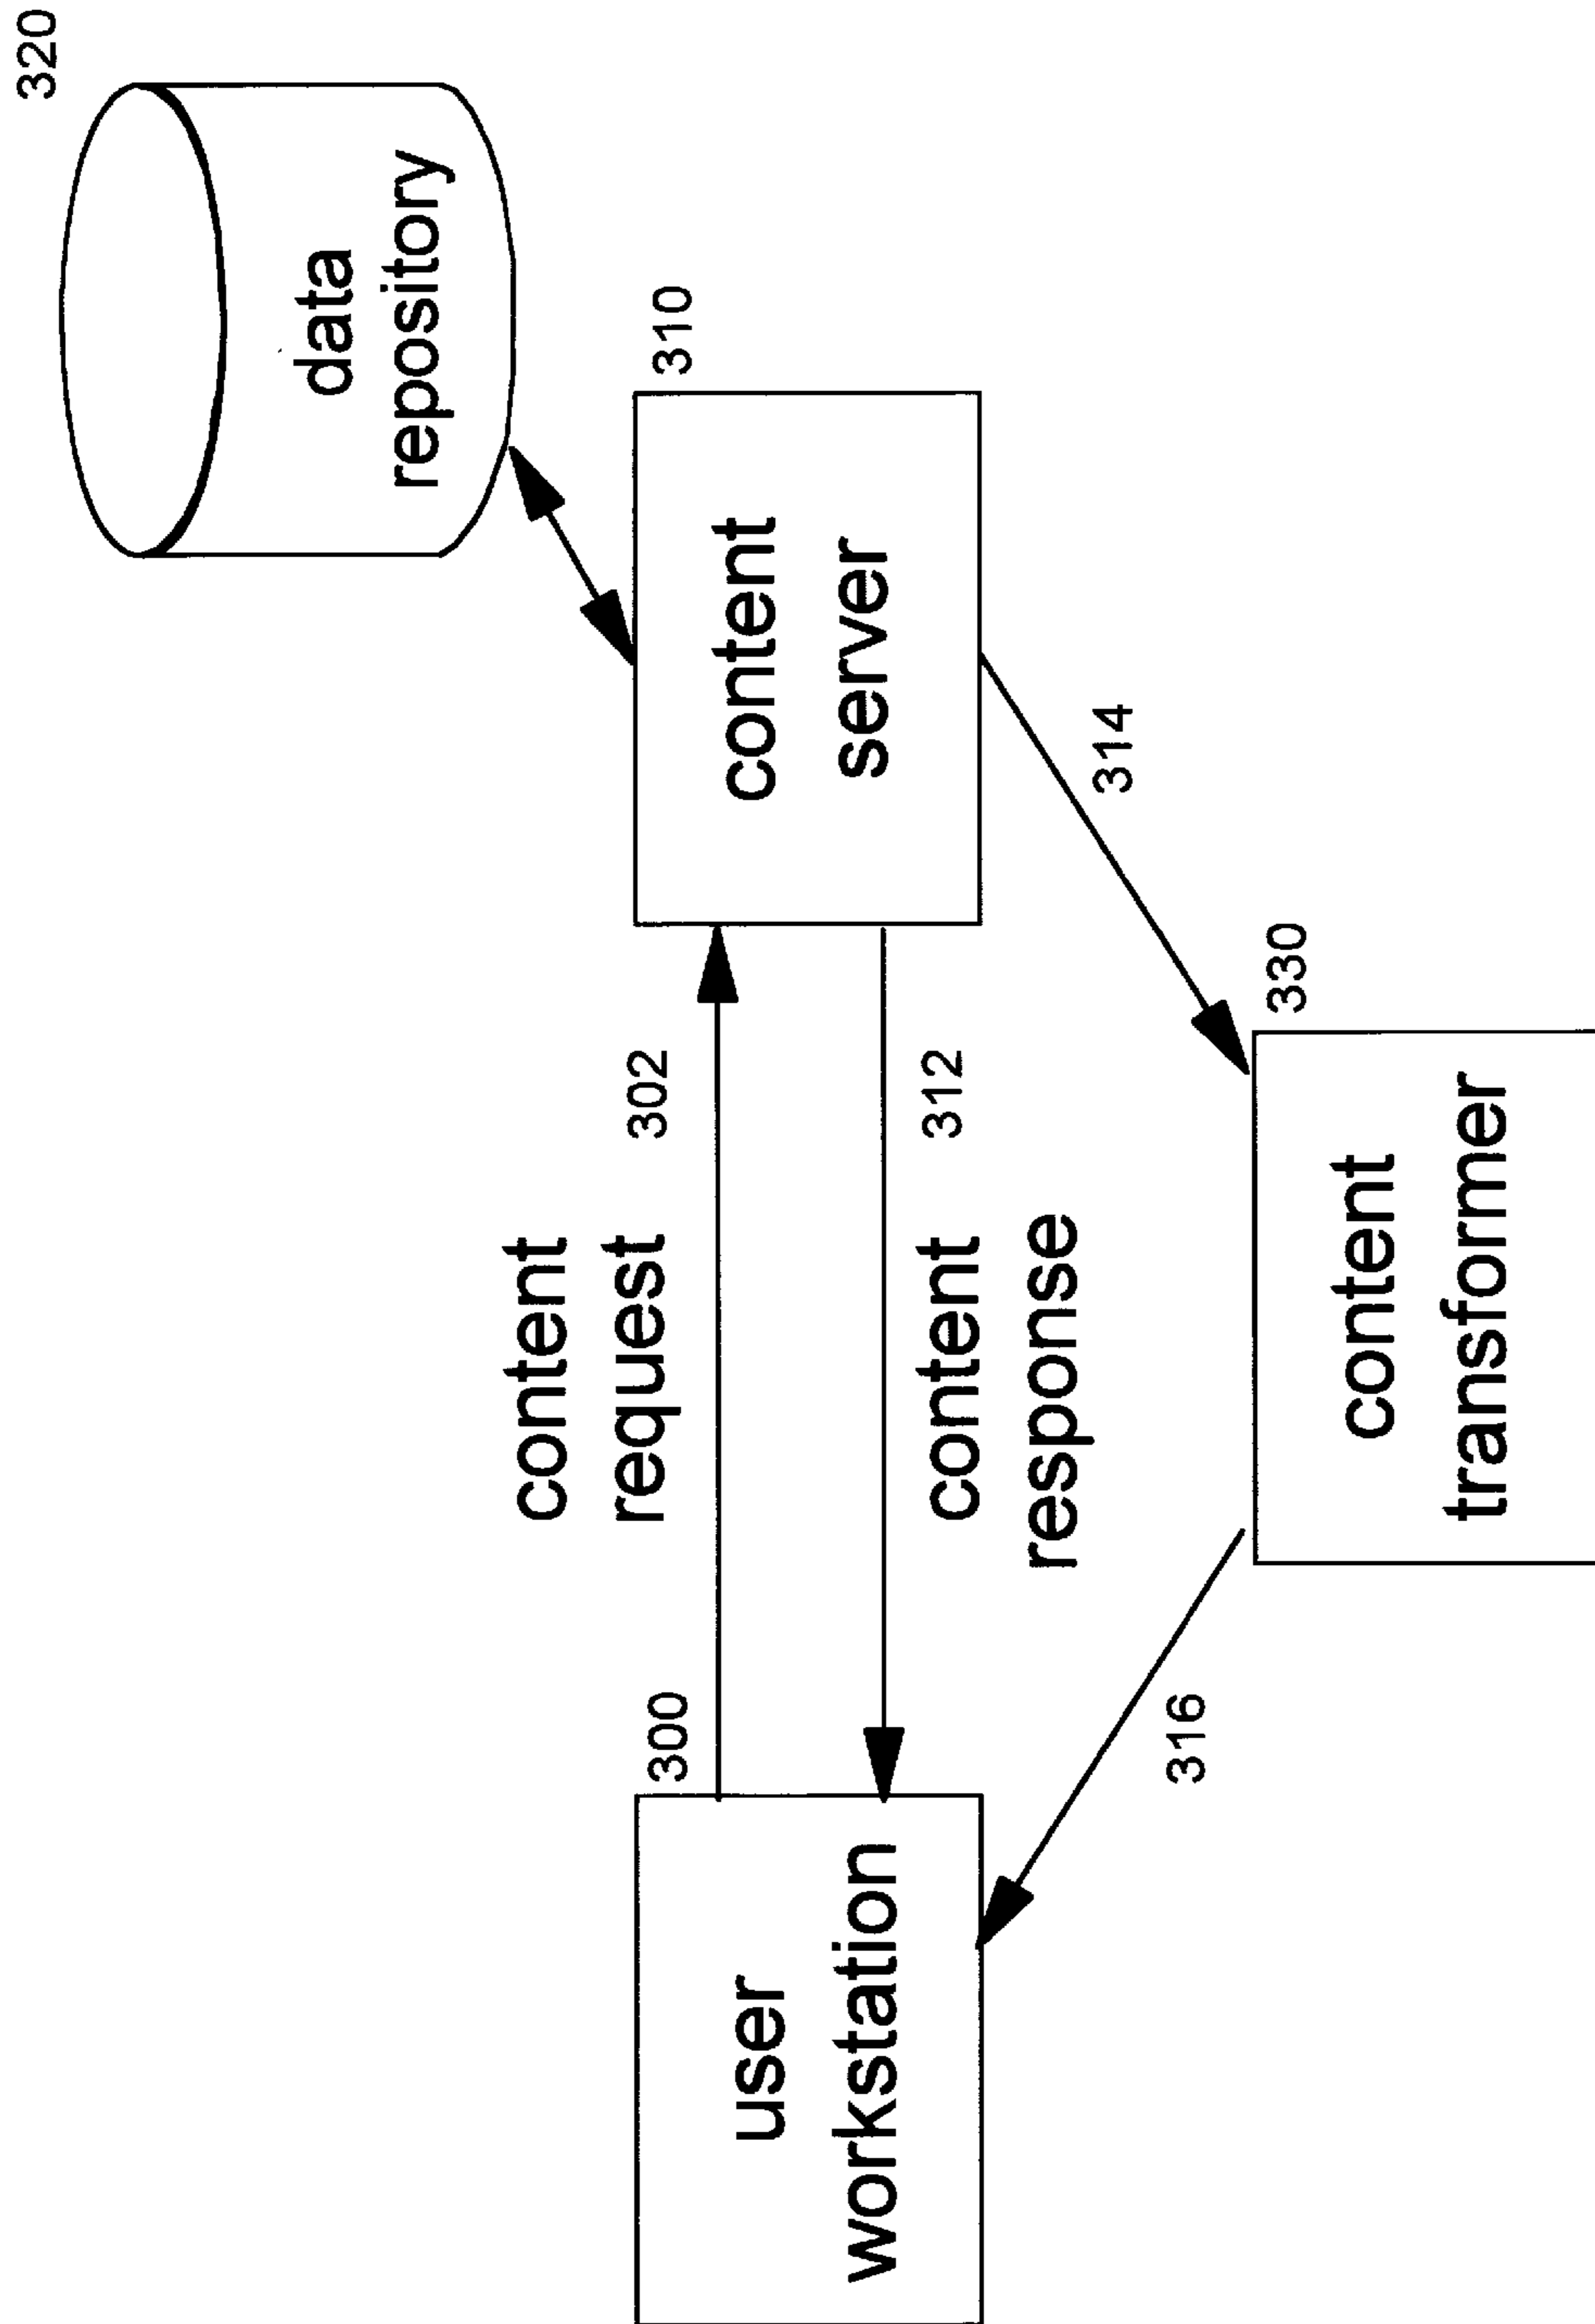 320
data
repository
310
content
server
302
content
request
312
content
response
314
300
user
workstation
316
330
content
transformer